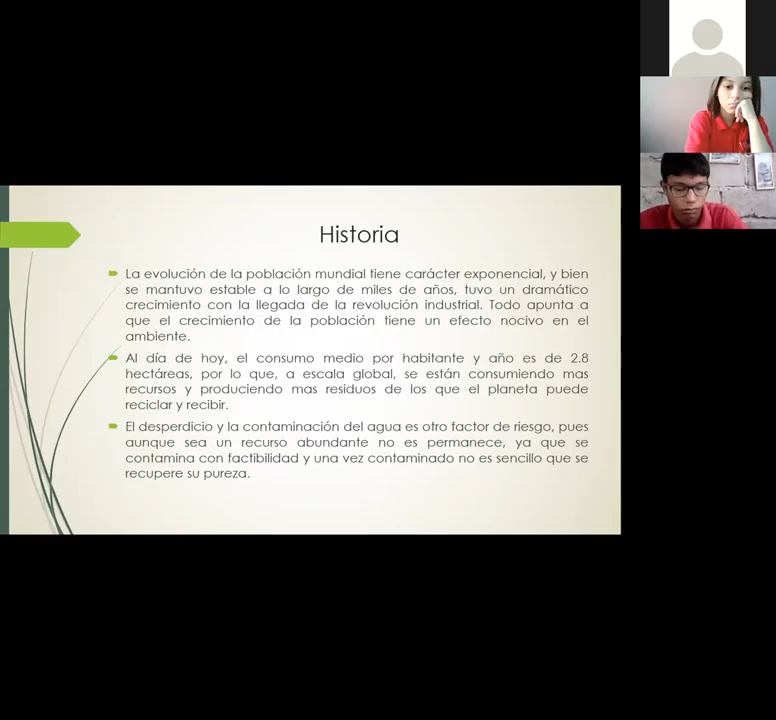 Historia
La evolución de la población mundial tiene carácter exponencial, y bien
se mantuvo estable a lo largo de miles de años, tuvo un dramático
crecimiento con la llegada de la revolución industrial. Todo apunta a
que el crecimiento de la población tiene un efecto nocivo en el
ambiente.
Al día de hoy, el consumo medio por habitante y año es de 2.8
hectáreas, por lo que, a escala global, se están consumiendo mas
recursos y produciendo mas residuos de los que el planeta puede
reciclar y recibir.
El desperdicio y la contaminación del agua es otro factor de riesgo, pues
aunque sea un recurso abundante no es permanece, ya que se
contamina con factibilidad y una vez contaminado no es sencillo que se
recupere su pureza.